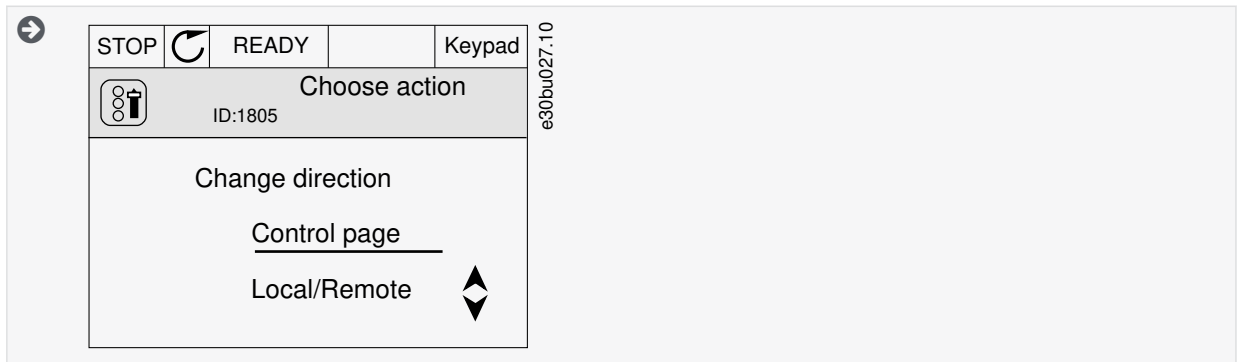 STOP READY Keypad
Choose action
ID:1805
Change direction
Control page
Local/Remote
e30bu027.10